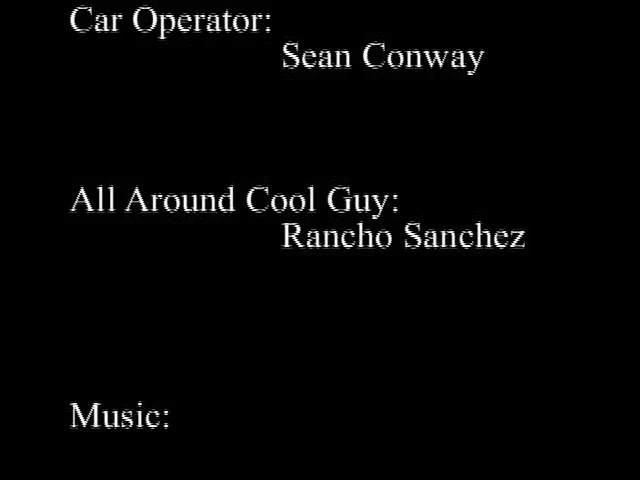 Car Operator:
Sean Conway
All Around Cool Guy:
Rancho Sanchez
Music: